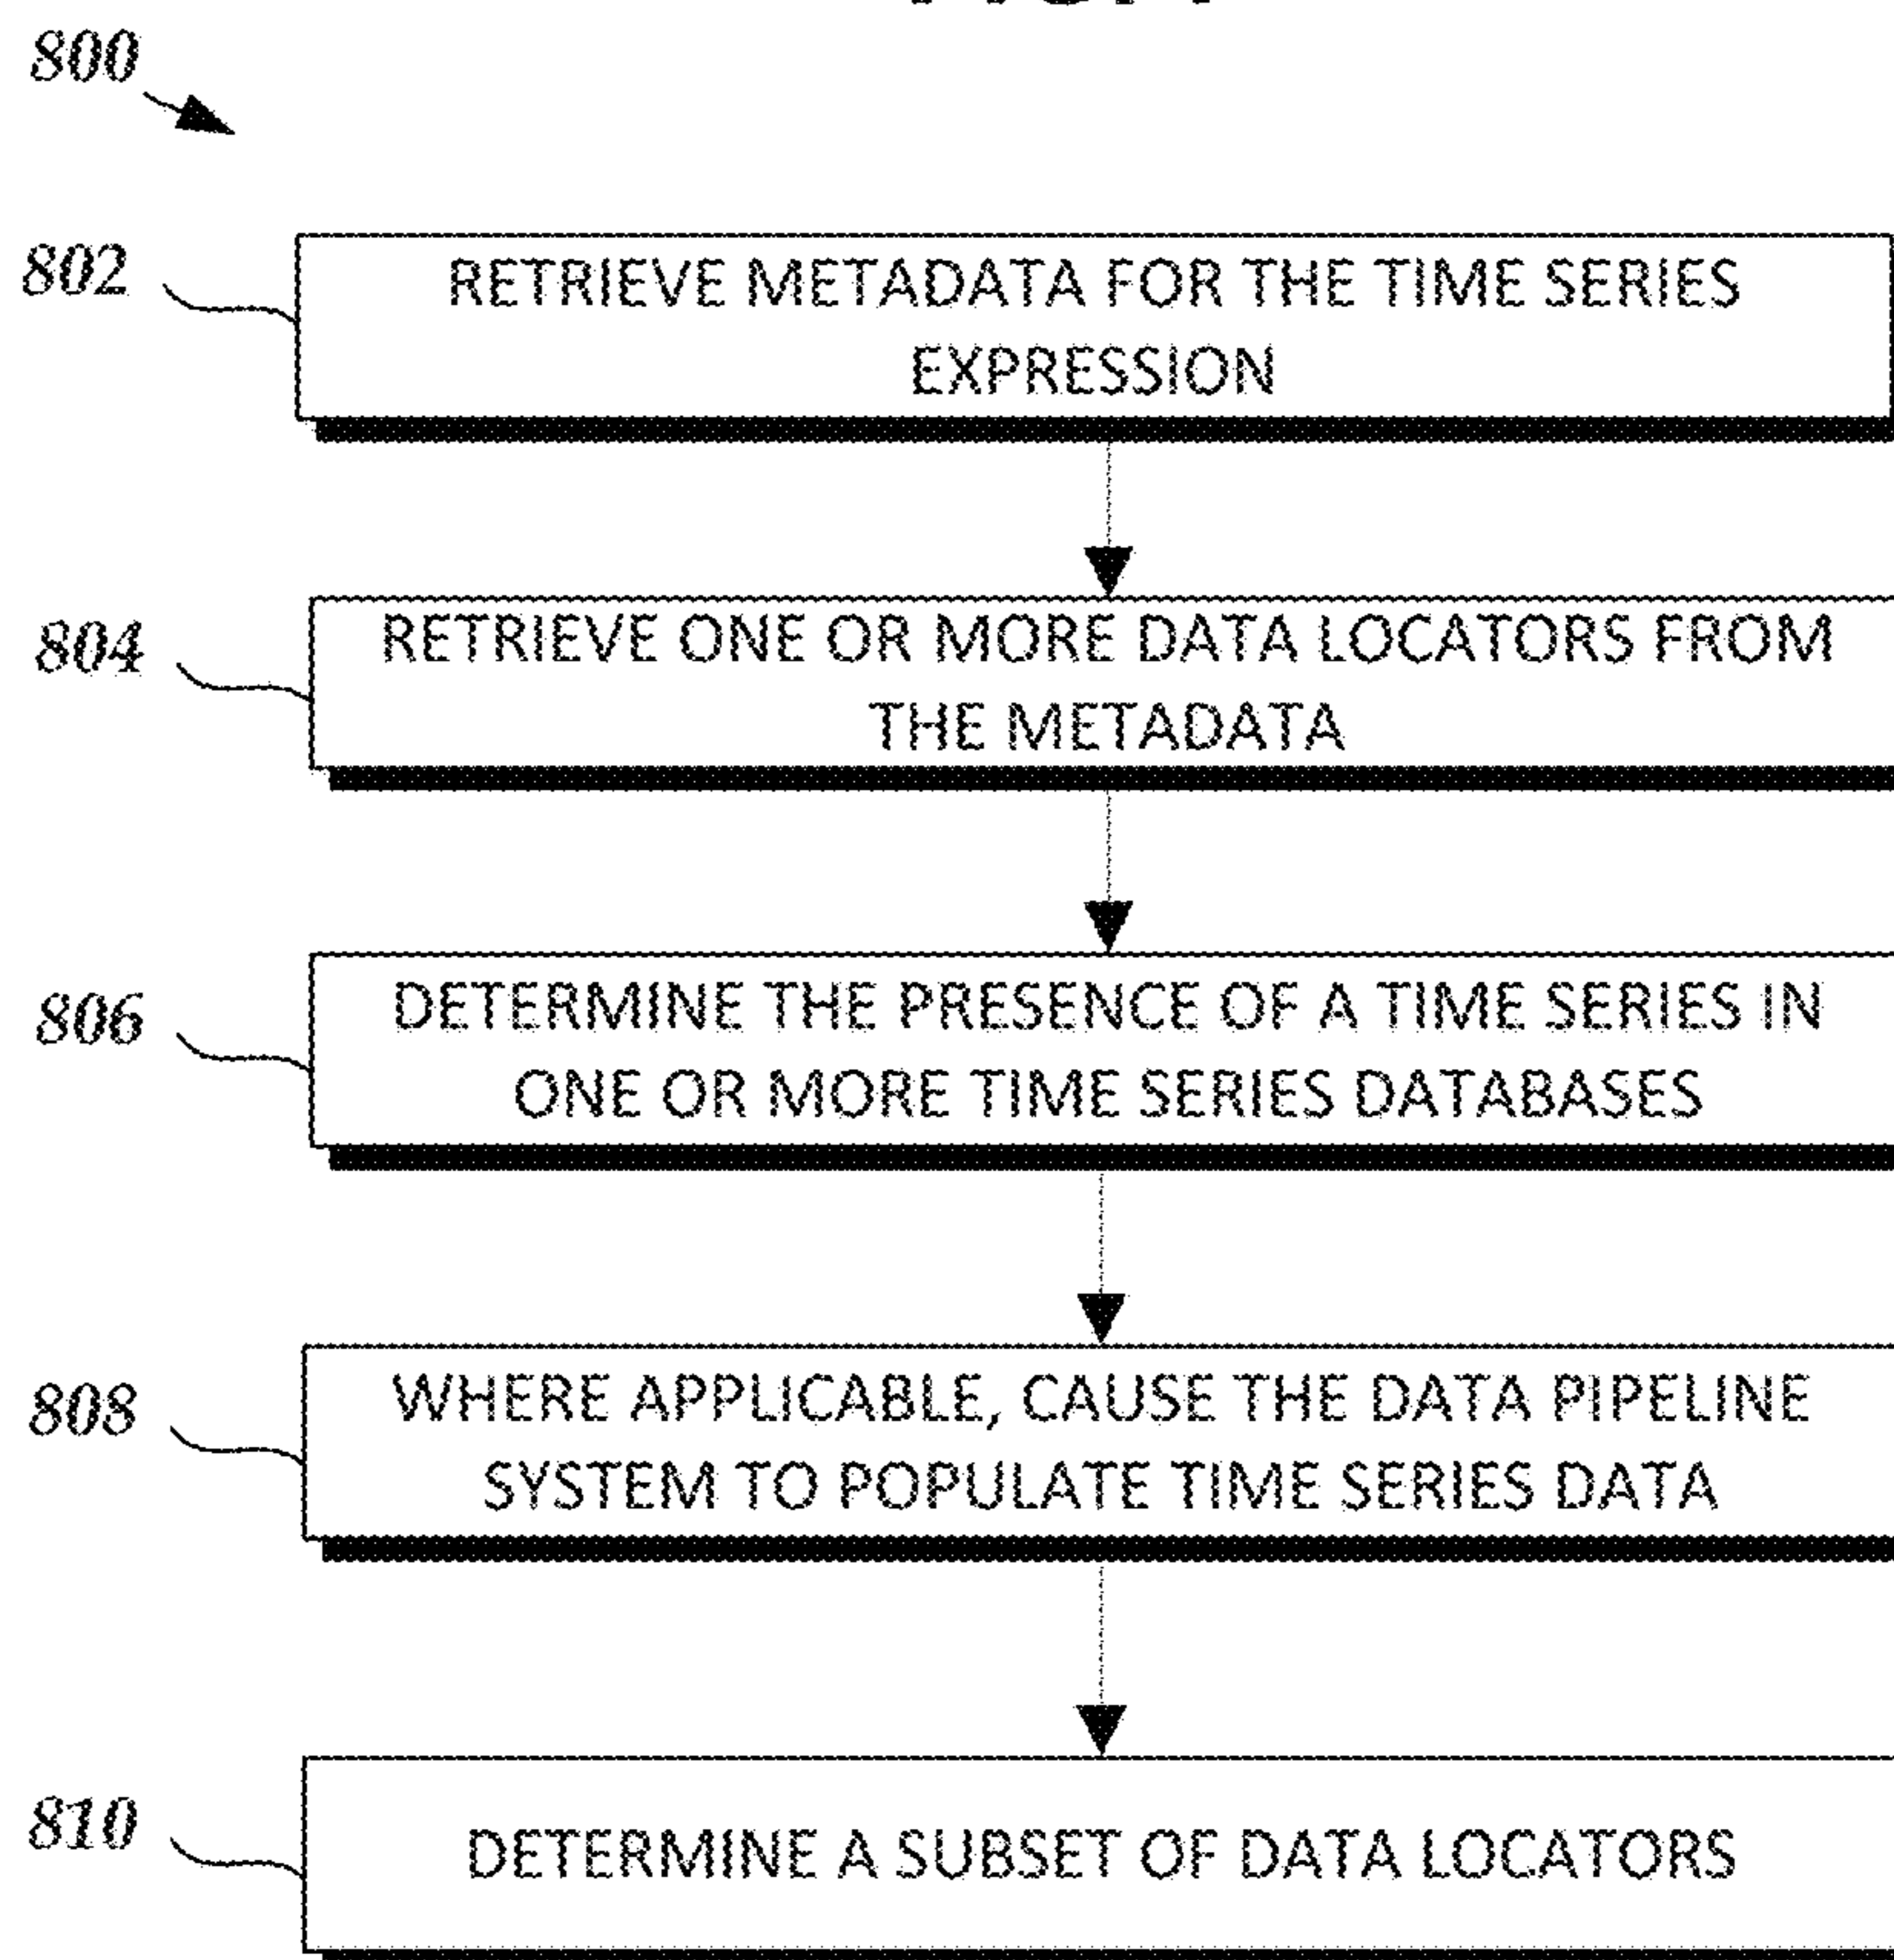 800
802
RETRIEVE METADATA FOR THE TIME SERIES
EXPRESSION
804
RETRIEVE ONE OR MORE DATA LOCATORS FROM
THE METADATA
806
DETERMINE THE PRESENCE OF A TIME SERIES IN
ONE OR MORE TIME SERIES DATABASES
808
WHERE APPLICABLE, CAUSE THE DATA PIPELINE
SYSTEM TO POPULATE TIME SERIES DATA
810
DETERMINE A SUBSET OF DATA LOCATORS